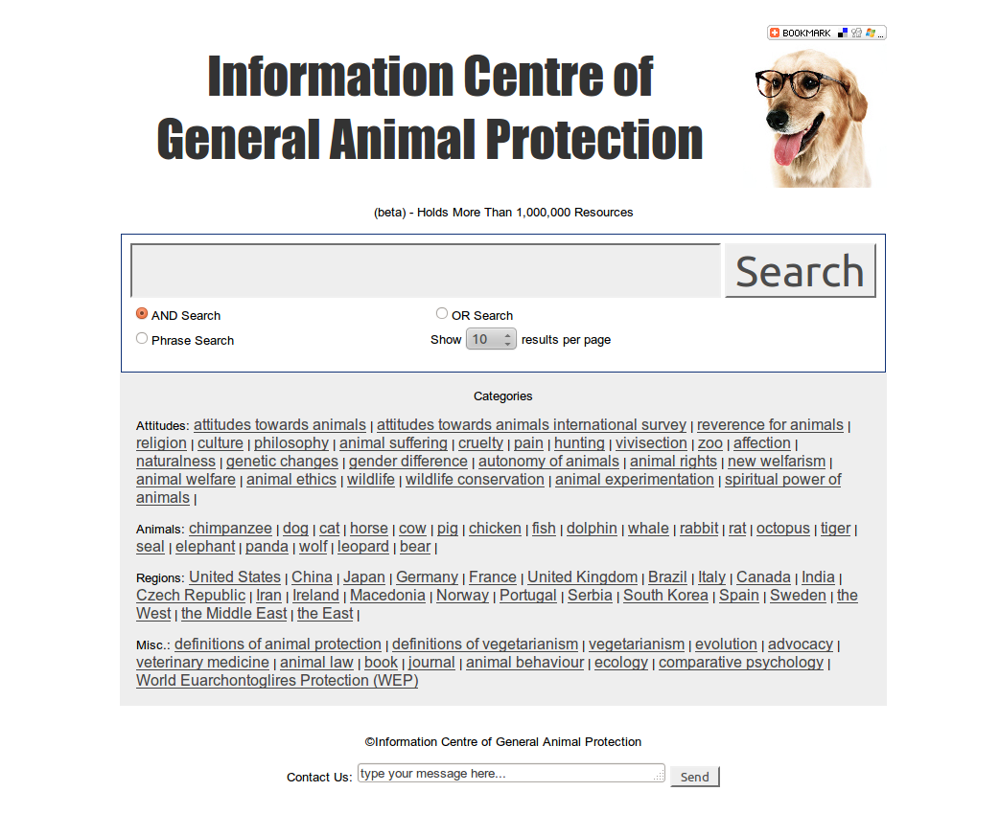 BOOKMARK ...
Information Centre of
General Animal Protection
(beta) - Holds More Than 1,000,000 Resources
Search
AND Search
OR Search
Phrase Search
Show 10 results per page
Categories
Attitudes: attitudes towards animals | attitudes towards animals international survey | reverence for animals |
religion | culture | philosophy | animal suffering | cruelty | pain | hunting | vivisection | zoo | affection |
naturalness | genetic changes | gender difference | autonomy of animals | animal rights | new welfarism |
animal welfare | animal ethics | wildlife | wildlife conservation | animal experimentation | spiritual power of
animals |
Animals: chimpanzee | dog | cat | horse | cow | pig | chicken | fish | dolphin | whale | rabbit | rat | octopus | tiger |
seal | elephant | panda | wolf | leopard | bear |
Regions: United States | China | Japan | Germany | France | United Kingdom | Brazil | Italy | Canada | India |
Czech Republic | Iran | Ireland | Macedonia | Norway | Portugal | Serbia | South Korea | Spain | Sweden | the
West | the Middle East | the East |
Misc.: definitions of animal protection | definitions of vegetarianism | vegetarianism | evolution | advocacy |
veterinary medicine | animal law | book | journal | animal behaviour | ecology | comparative psychology |
World Euarchontoglires Protection (WEP)
©Information Centre of General Animal Protection
Contact Us: type your message here... Send